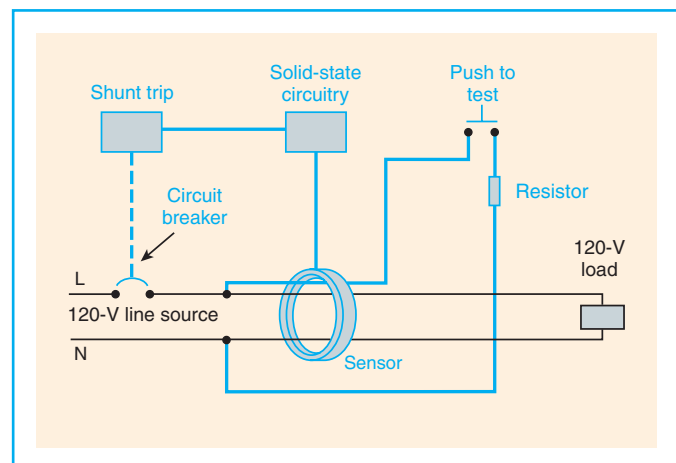 Shunt trip
Solid-state
circuitry
Push to
test
Circuit
breaker
Resistor
120-V
load
L
120-V line source
N
Sensor